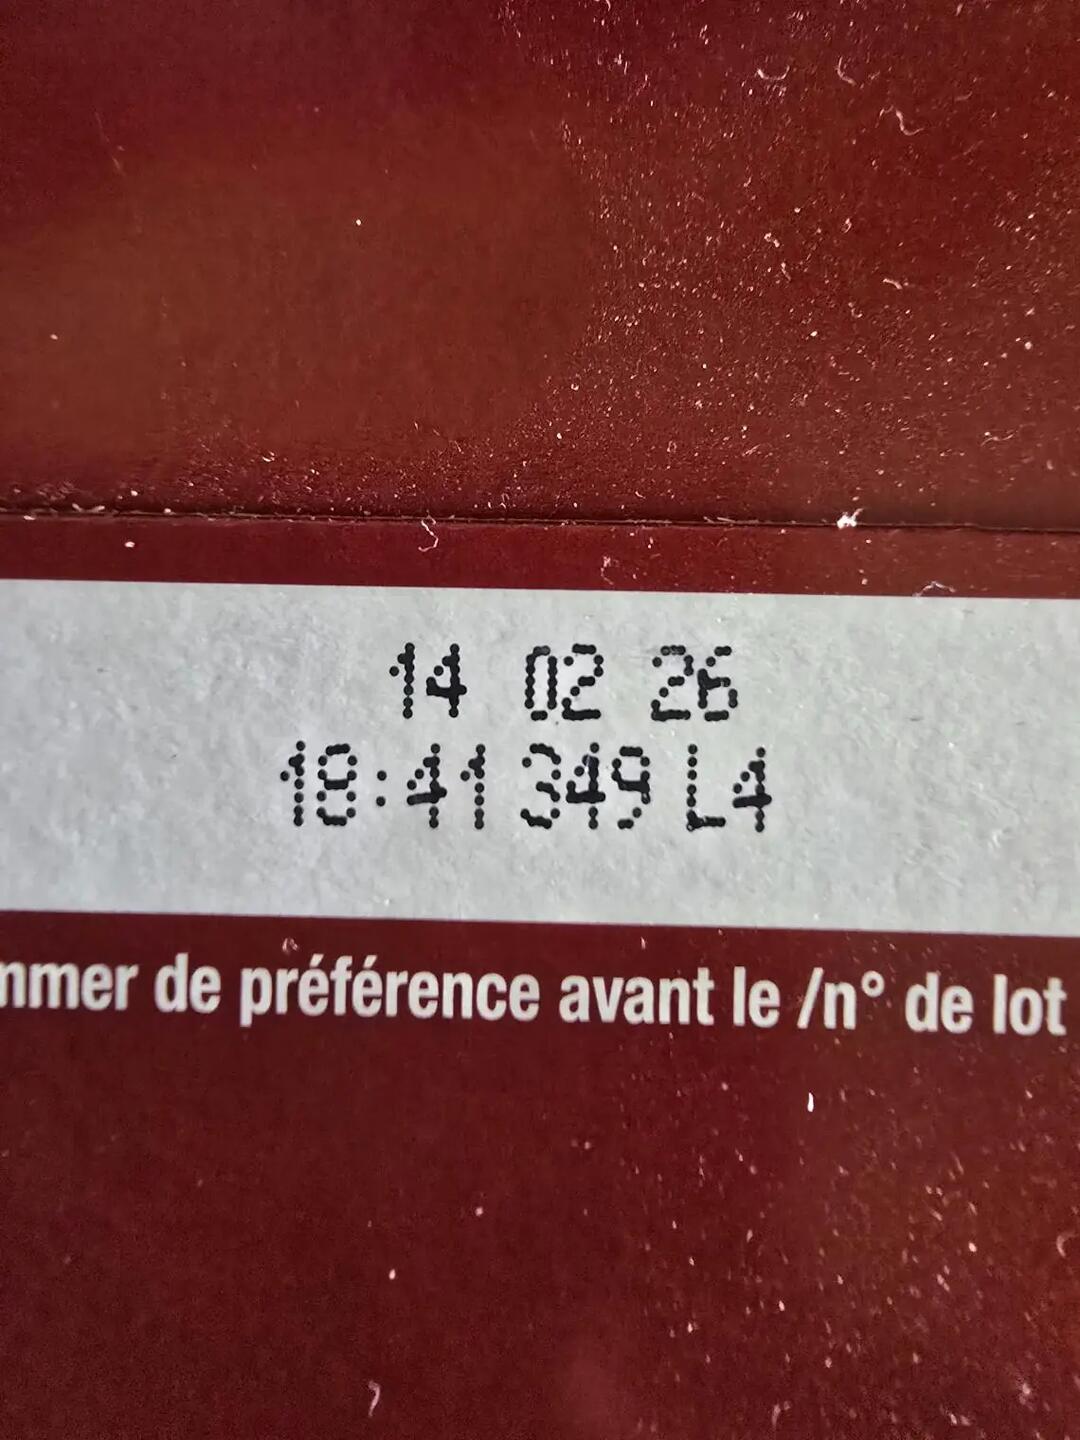 14 02 26
18:41 349 L4
mmer de préférence avant le /n° de lot